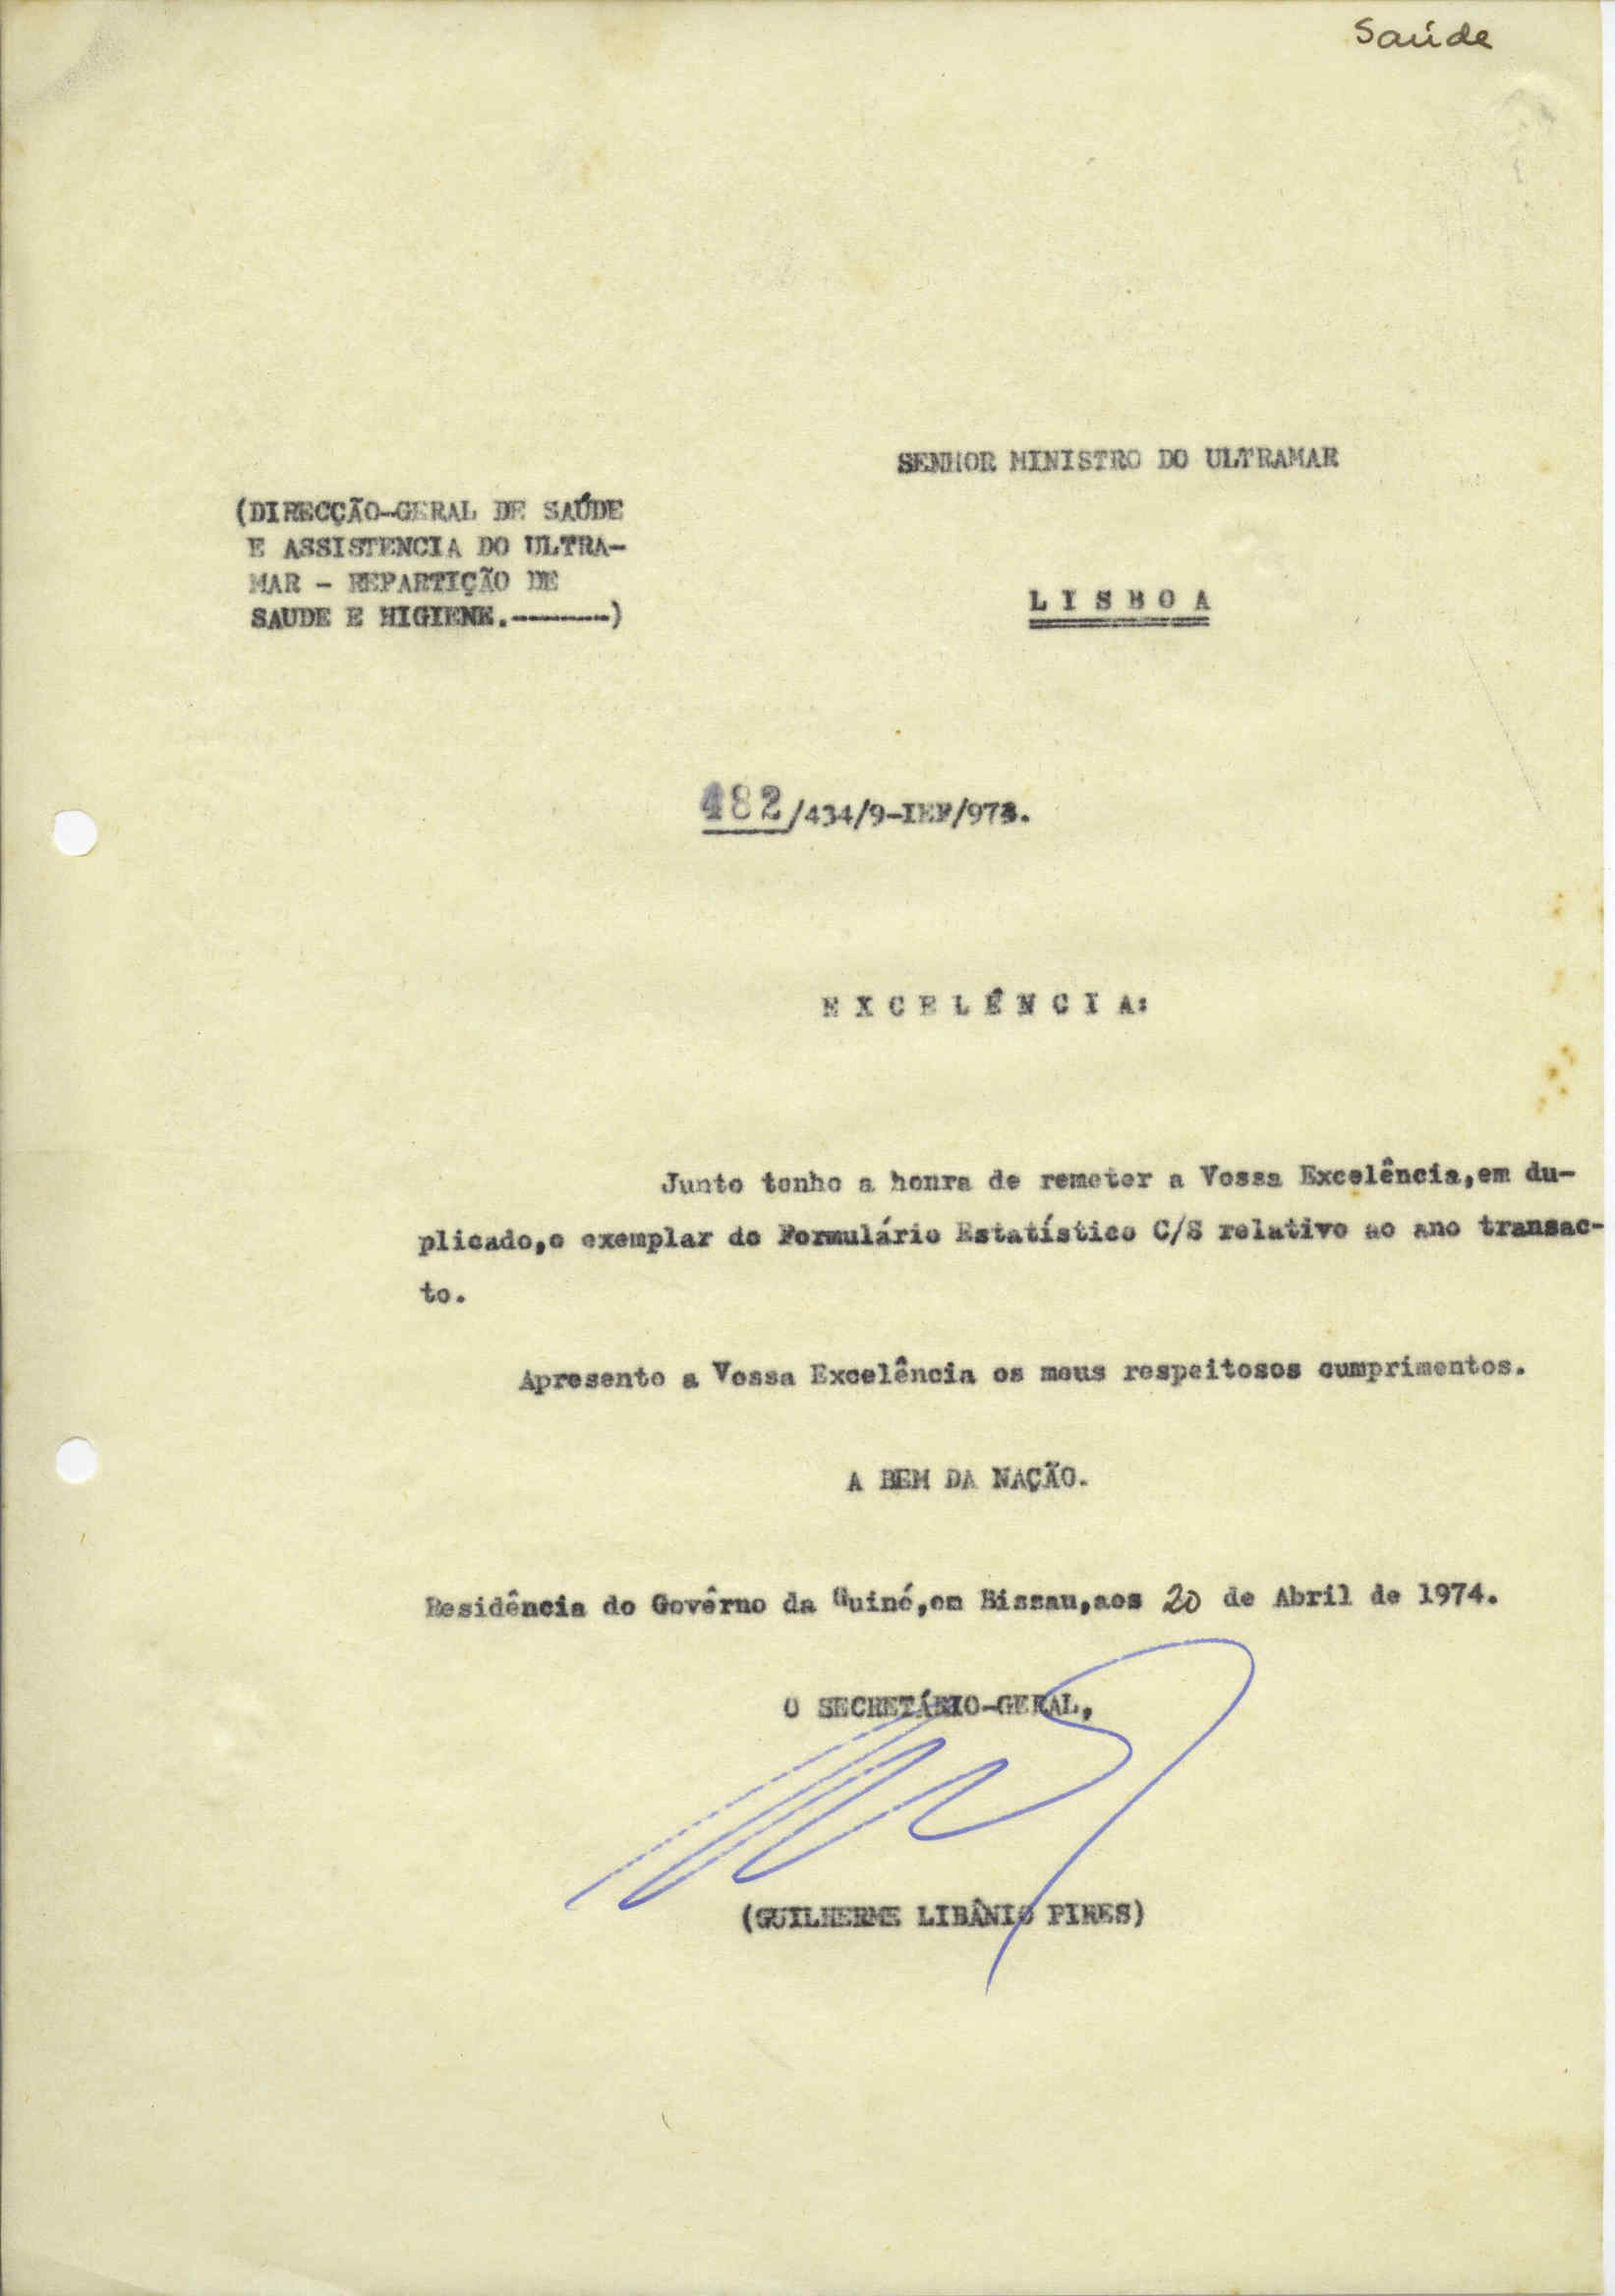 Saúde
SENHOR MINISTRO DO ULTRAMAR
(DIRECÇÃO-GERAL DE SAÚDE
E ASSISTENCIA DO ULTRA-
MAR - REPARTIÇÃO DE
SAUDE E HIGIENE.-------)
L I S B O A
482/434/9-IEF/973.
E X C E L Ê N C I A:
Junto tenho a honra de remeter a Vossa Excelência,em du-
plicado,o exemplar do Formulário Estatístico C/S relativo ao ano transac-
to.
Apresento a Vossa Excelência os meus respeitosos cumprimentos.
A BEM DA NAÇÃO.
Residência do Govêrno da Guiné,em Bissau,aos 20 de Abril de 1974.
O SECRETÁRIO-GERAL,
(GUILHERME LIBÂNIO PIRES)